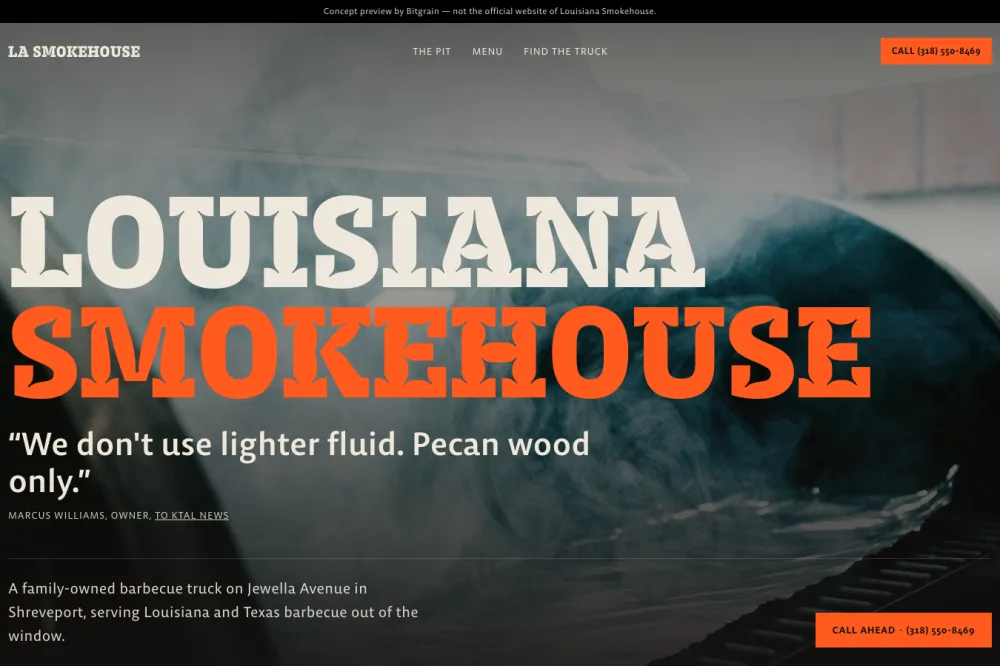 Concept preview by Bitgrain — not the official website of Louisiana Smokehouse.
LA SMOKEHOUSE
THE PIT
MENU
FIND THE TRUCK
CALL (318) 550-8469
LOUISIANA
SMOKEHOUSE
“We don't use lighter fluid. Pecan wood
only.”
MARCUS WILLIAMS, OWNER, TO KTAL NEWS
A family-owned barbecue truck on Jewella Avenue in
Shreveport, serving Louisiana and Texas barbecue out of the
window.
CALL AHEAD · (318) 550-8469